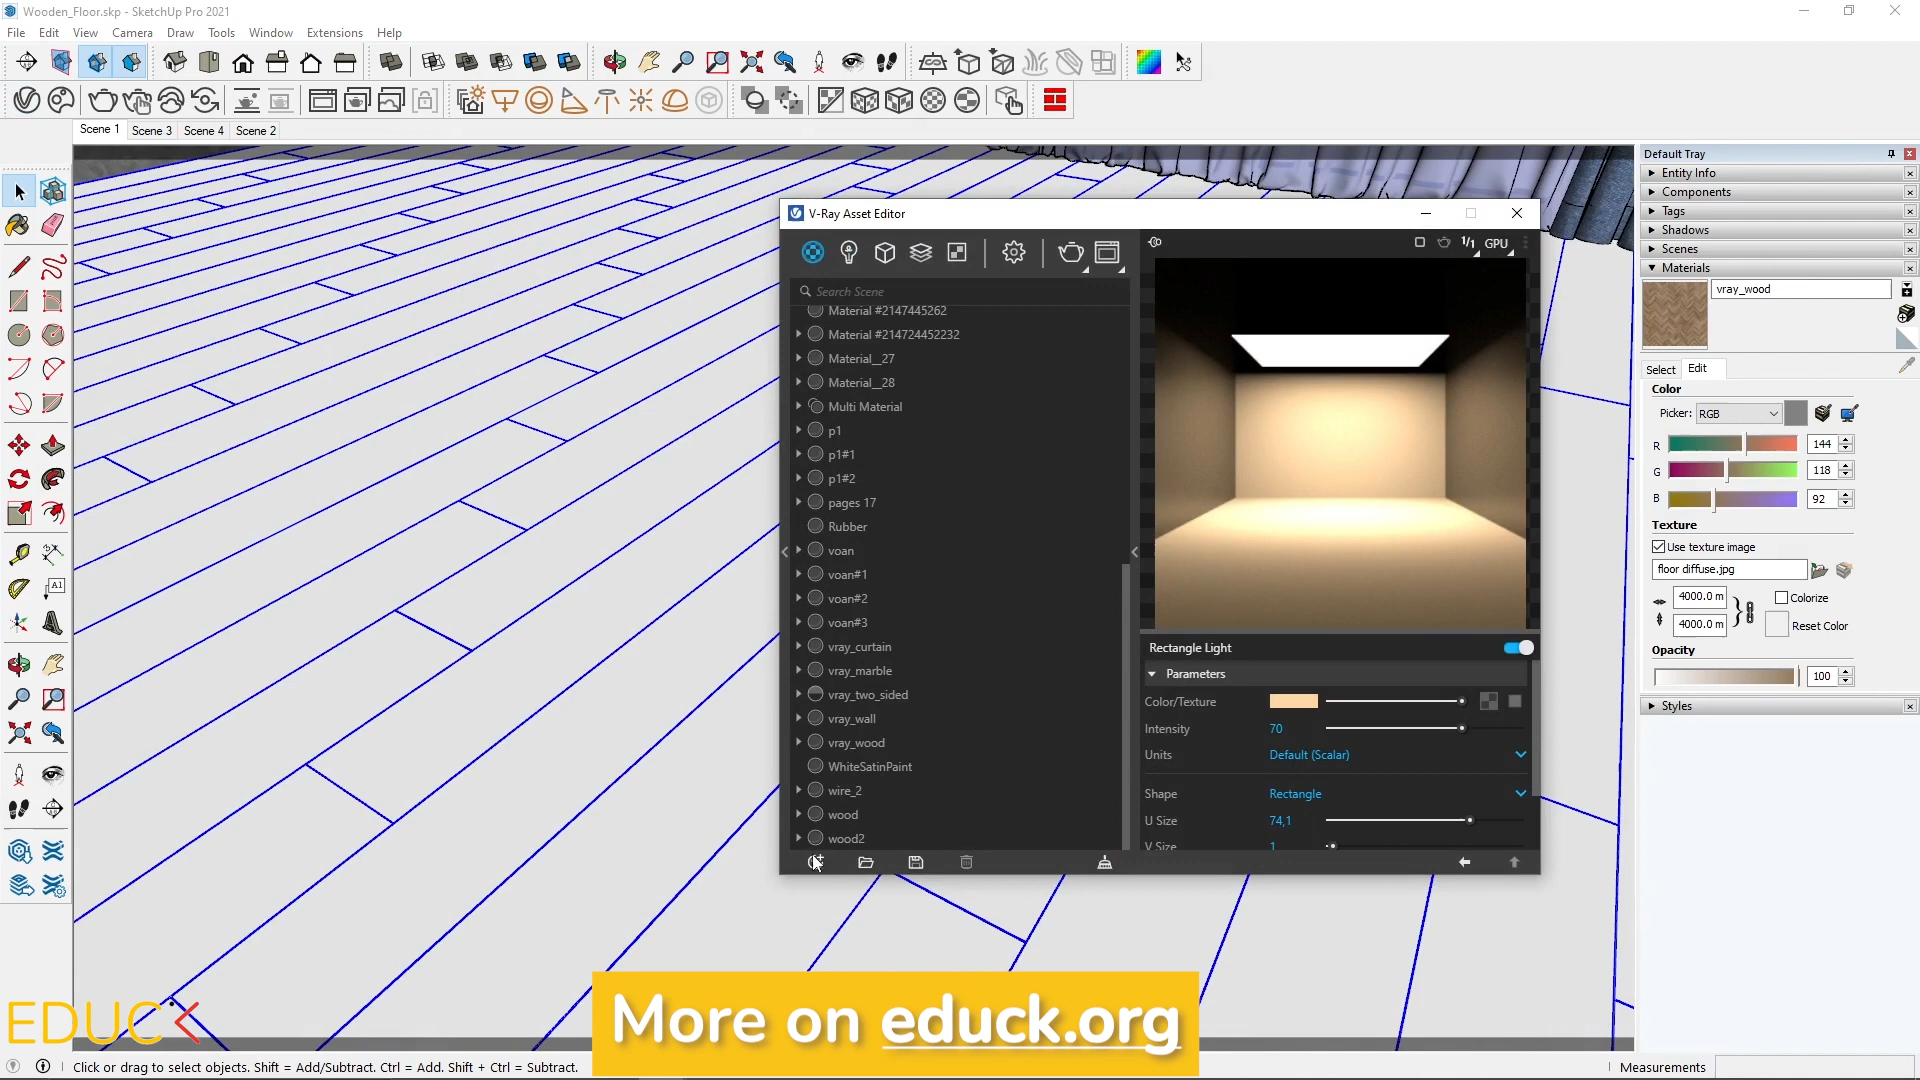 Wooden_Floor.skp - SketchUp Pro 2021
File Edit View Camera Draw Tools Window Extensions Help
Scene 1 Scene 3 Scene 4 Scene 2
V-Ray Asset Editor
Search Scene
Material #2147445262
Material #214724452232
Material__27
Material__28
Multi Material
p1
p1#1
p1#2
pages 17
Rubber
voan
voan#1
voan#2
voan#3
vray_curtain
vray_marble
vray_two_sided
vray_wall
vray_wood
WhiteSatinPaint
wire_2
wood
wood2
1/1 GPU
Rectangle Light
Parameters
Color/Texture
Intensity 70
Units Default (Scalar)
Shape Rectangle
U Size 74,1
V Size 1
Default Tray
Entity Info
Components
Tags
Shadows
Scenes
Materials
vray_wood
Select Edit
Color
Picker: RGB
R 144
G 118
B 92
Texture
Use texture image
floor diffuse.jpg
4000.0 m Colorize
4000.0 m Reset Color
Opacity
100
Styles
A1
EDUCK
More on educk.org
Click or drag to select objects. Shift = Add/Subtract. Ctrl = Add. Shift + Ctrl = Subtract.
Measurements